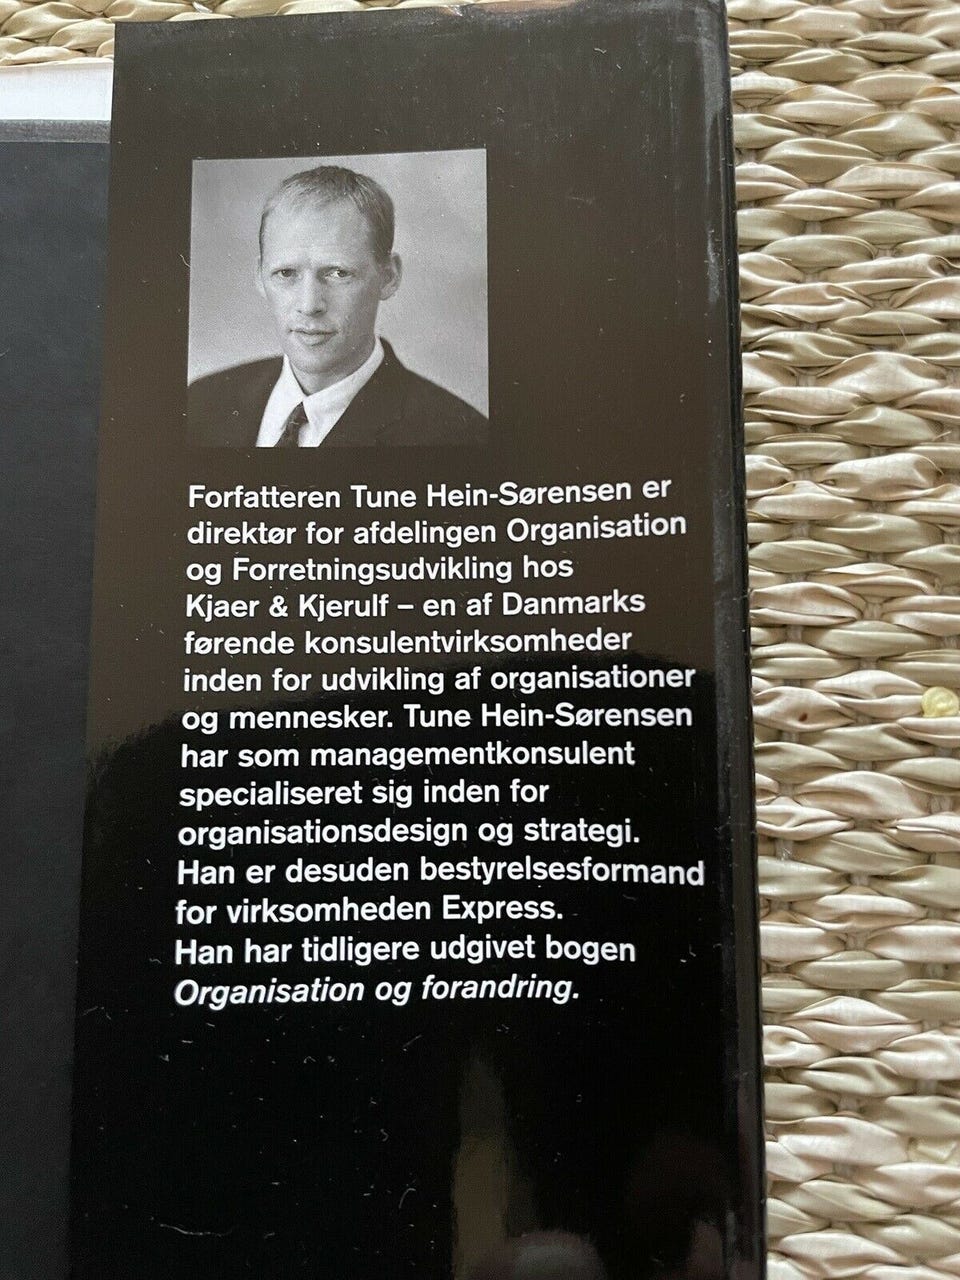 Forfatteren Tune Hein-Sørensen er
direktør for afdelingen Organisation
og Forretningsudvikling hos
Kjaer & Kjerulf – en af Danmarks
førende konsulentvirksomheder
inden for udvikling af organisationer
og mennesker. Tune Hein-Sørensen
har som managementkonsulent
specialiseret sig inden for
organisationsdesign og strategi.
Han er desuden bestyrelsesformand
for virksomheden Express.
Han har tidligere udgivet bogen
Organisation og forandring.